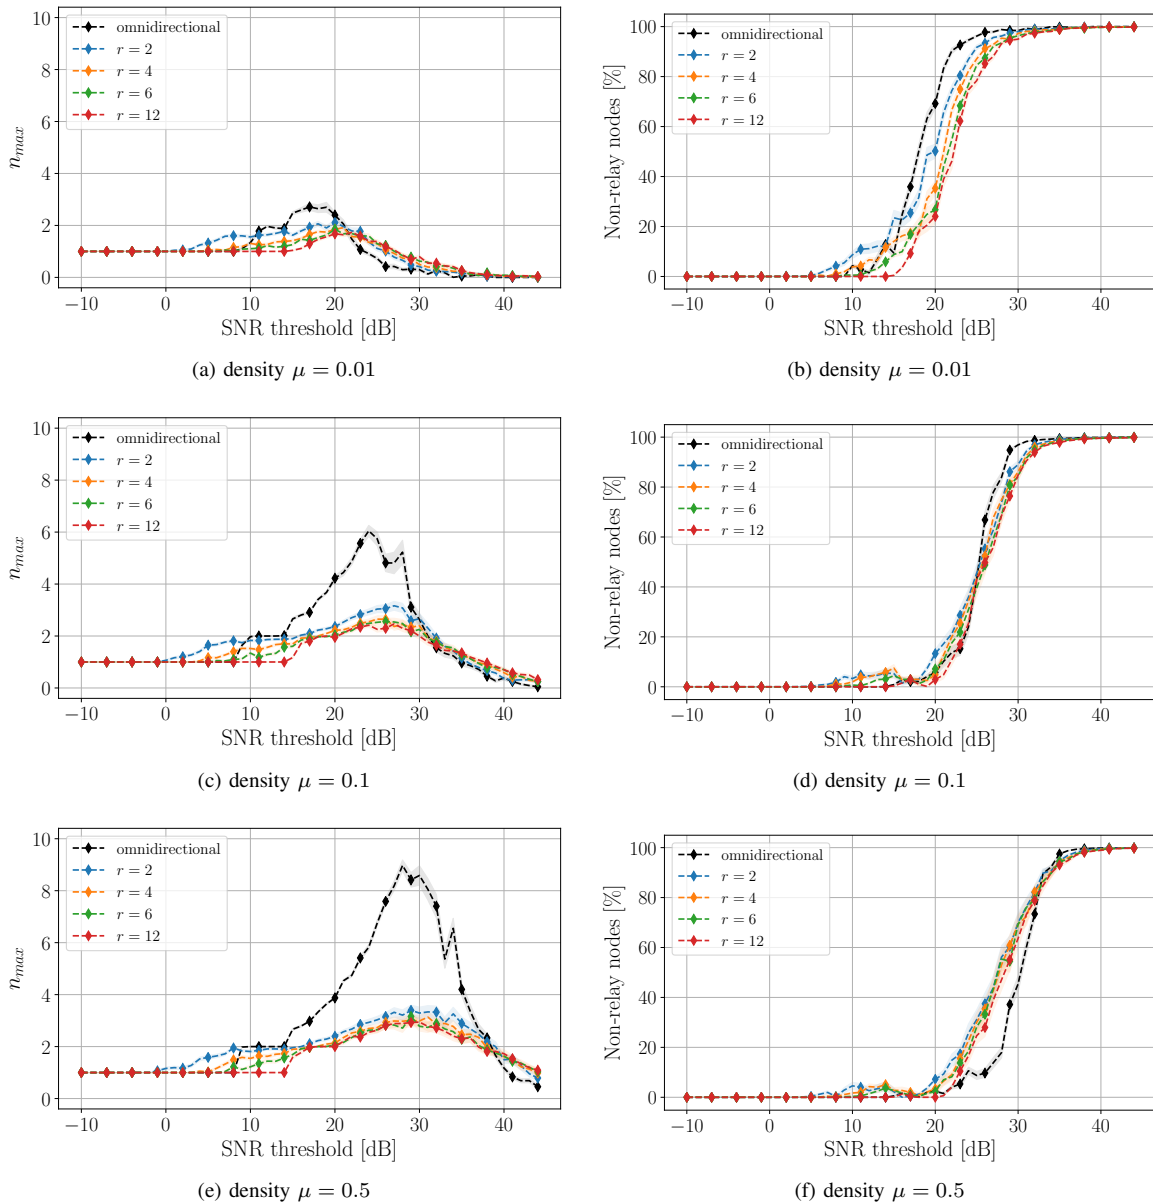 10
8
6
4
2
0
n_max
omnidirectional
r = 2
r = 4
r = 6
r = 12
−10
0
10
20
30
40
SNR threshold [dB]
(a) density μ = 0.01
100
80
60
40
20
0
Non-relay nodes [%]
omnidirectional
r = 2
r = 4
r = 6
r = 12
−10
0
10
20
30
40
SNR threshold [dB]
(b) density μ = 0.01
10
8
6
4
2
0
n_max
omnidirectional
r = 2
r = 4
r = 6
r = 12
−10
0
10
20
30
40
SNR threshold [dB]
(c) density μ = 0.1
100
80
60
40
20
0
Non-relay nodes [%]
omnidirectional
r = 2
r = 4
r = 6
r = 12
−10
0
10
20
30
40
SNR threshold [dB]
(d) density μ = 0.1
10
8
6
4
2
0
n_max
omnidirectional
r = 2
r = 4
r = 6
r = 12
−10
0
10
20
30
40
SNR threshold [dB]
(e) density μ = 0.5
100
80
60
40
20
0
Non-relay nodes [%]
omnidirectional
r = 2
r = 4
r = 6
r = 12
−10
0
10
20
30
40
SNR threshold [dB]
(f) density μ = 0.5